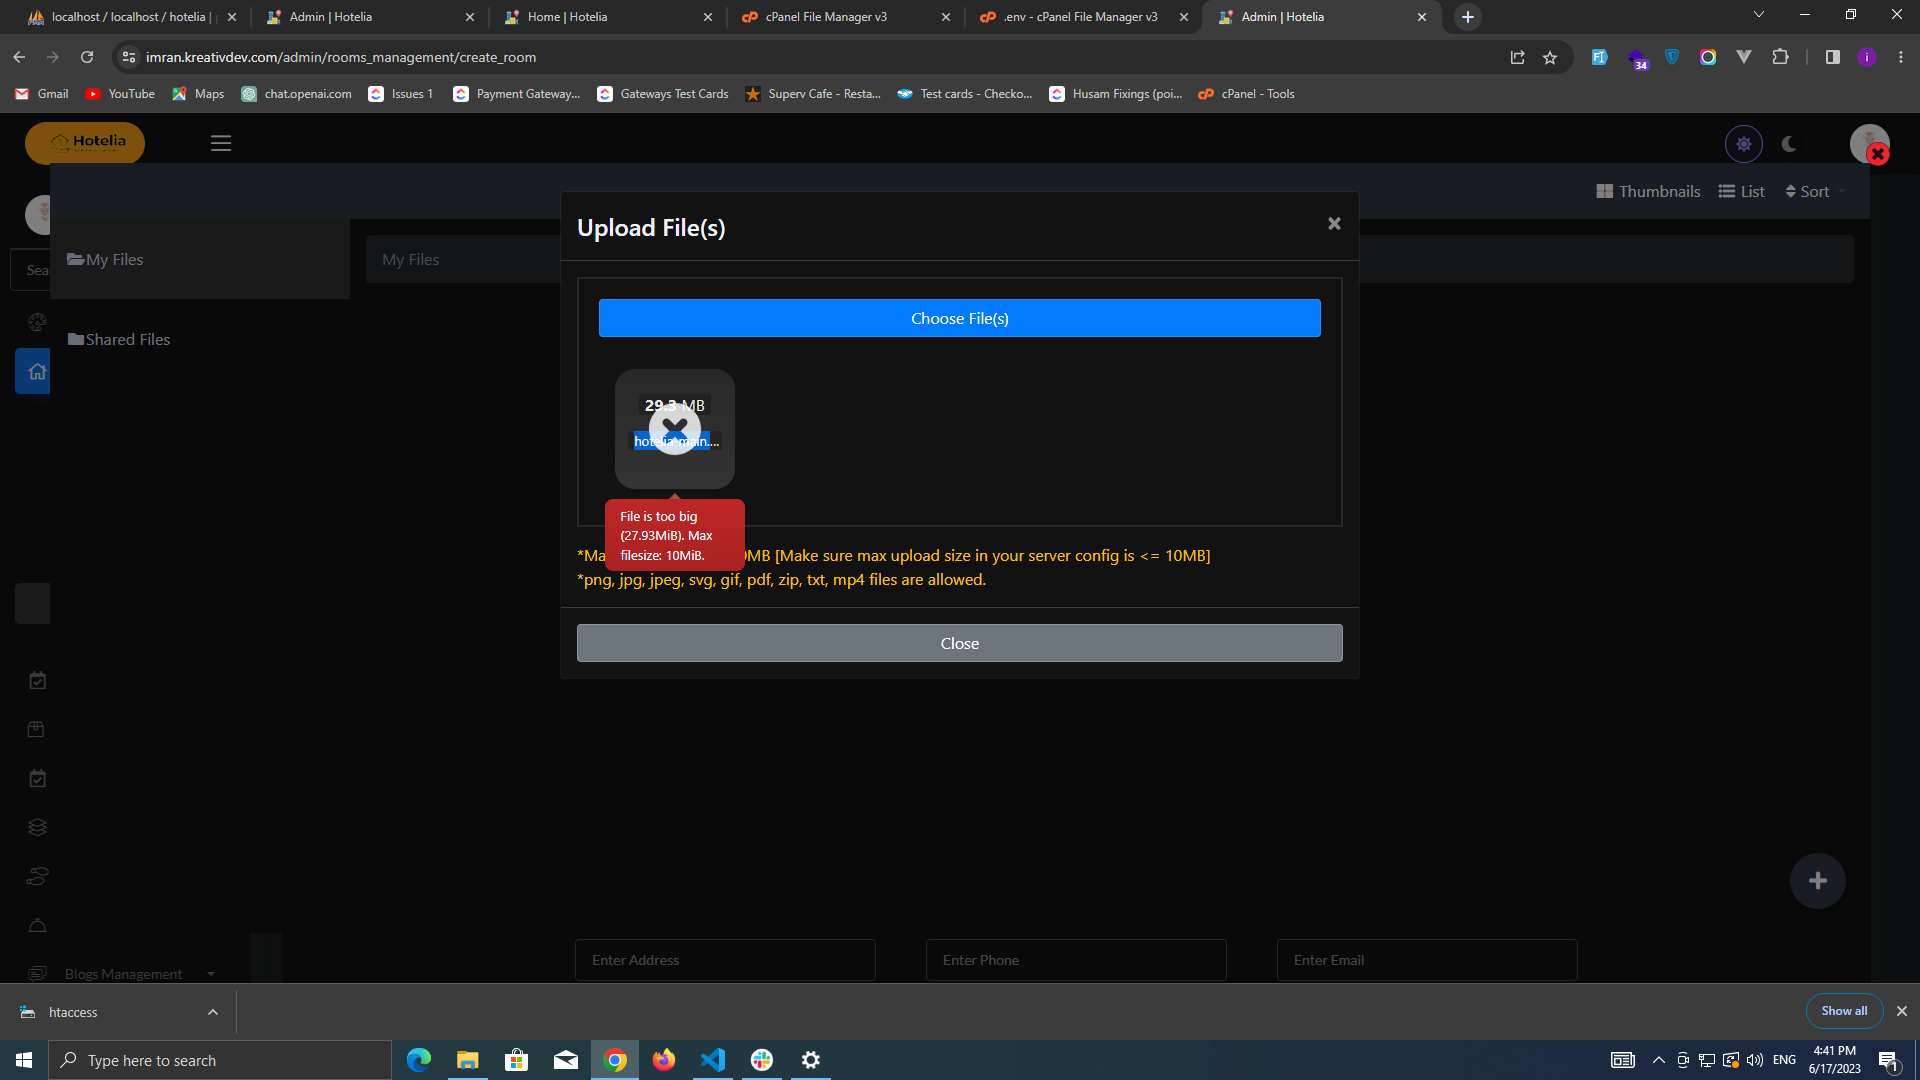 localhost / localhost / hotelia |
Admin | Hotelia
Home | Hotelia
cPanel File Manager v3
.env - cPanel File Manager v3
Admin | Hotelia
imran.kreativdev.com/admin/rooms_management/create_room
34
i
Gmail
YouTube
Maps
chat.openai.com
Issues 1
Payment Gateway...
Gateways Test Cards
Superv Cafe - Resta...
Test cards - Checko...
Husam Fixings (poi...
cPanel - Tools
Hotelia
Thumbnails
List
Sort
Upload File(s)
My Files
My Files
Sea
Choose File(s)
Shared Files
29.3 MB
hotelia-main....
File is too big
(27.93MiB). Max
filesize: 10MiB.
*Ma 0MB [Make sure max upload size in your server config is <= 10MB]
*png, jpg, jpeg, svg, gif, pdf, zip, txt, mp4 files are allowed.
Close
Enter Address
Enter Phone
Enter Email
Blogs Management
htaccess
Show all
Type here to search
ENG
4:41 PM
6/17/2023
1